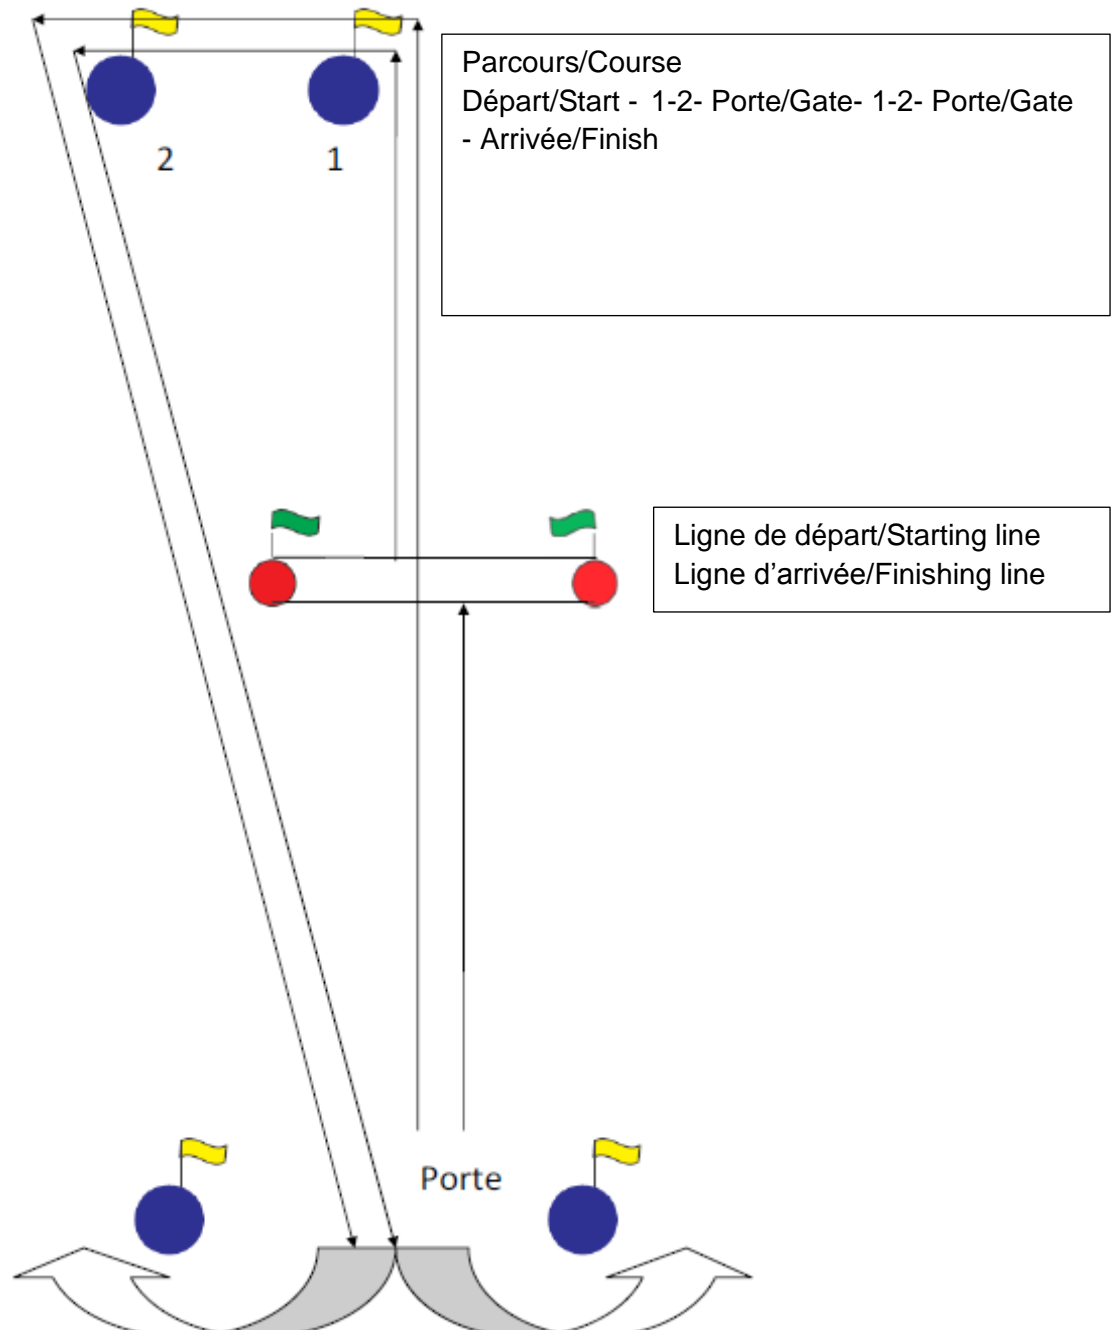 Parcours/Course
Départ/Start - 1-2- Porte/Gate- 1-2- Porte/Gate
- Arrivée/Finish
2
1
Ligne de départ/Starting line
Ligne d'arrivée/Finishing line
Porte